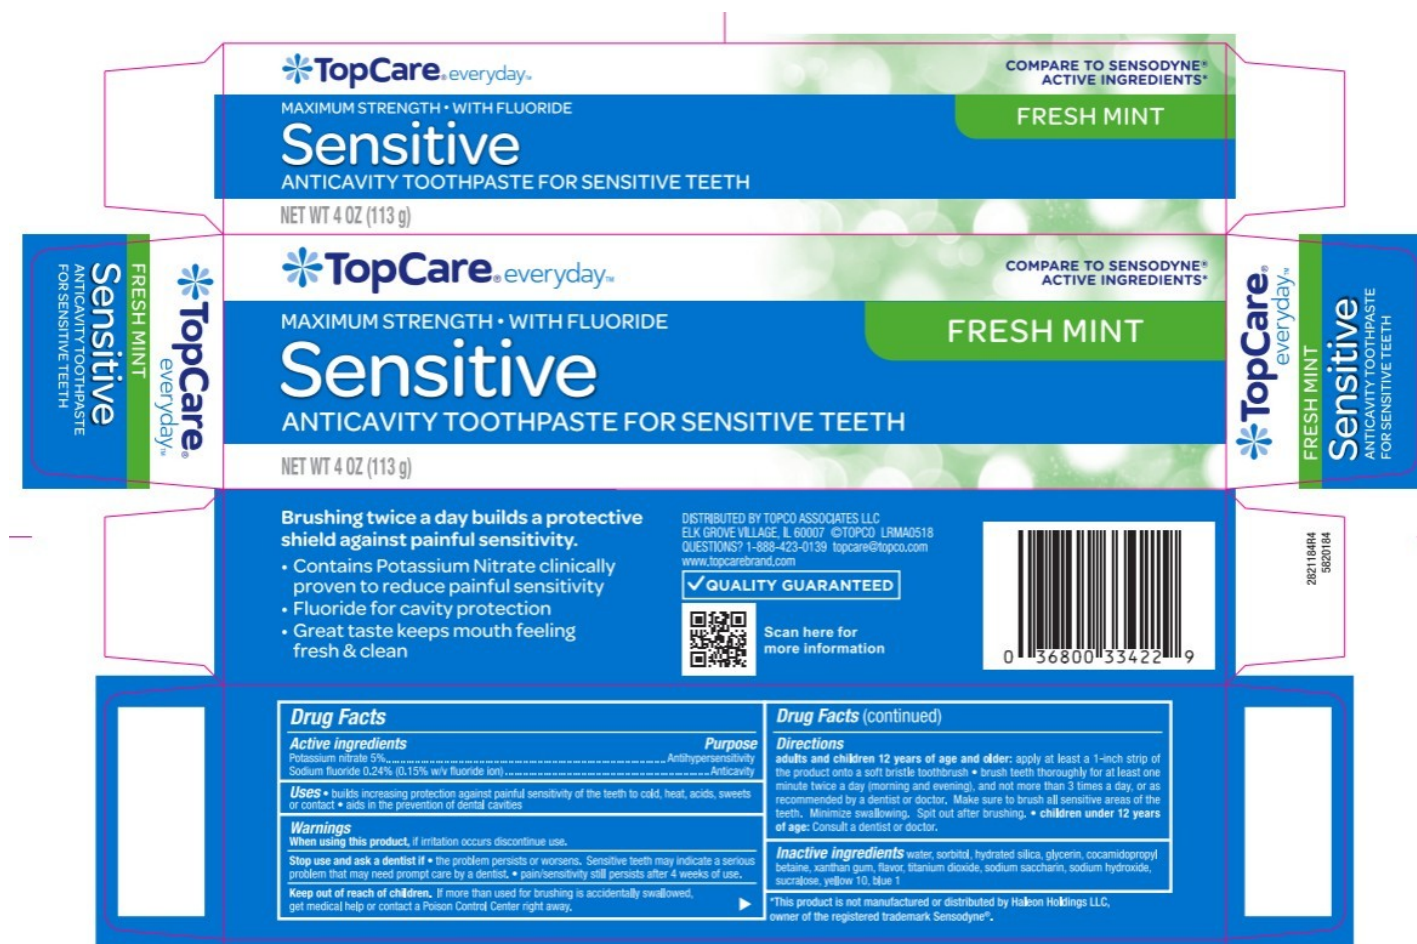 TopCare® everyday™
COMPARE TO SENSODYNE®
ACTIVE INGREDIENTS*
MAXIMUM STRENGTH • WITH FLUORIDE
FRESH MINT
Sensitive
ANTICAVITY TOOTHPASTE FOR SENSITIVE TEETH
NET WT 4 OZ (113 g)
TopCare® everyday™
COMPARE TO SENSODYNE®
ACTIVE INGREDIENTS*
MAXIMUM STRENGTH • WITH FLUORIDE
FRESH MINT
Sensitive
ANTICAVITY TOOTHPASTE FOR SENSITIVE TEETH
NET WT 4 OZ (113 g)
TopCare®
everyday™
FRESH MINT
Sensitive
ANTICAVITY TOOTHPASTE
FOR SENSITIVE TEETH
TopCare®
everyday™
FRESH MINT
Sensitive
ANTICAVITY TOOTHPASTE
FOR SENSITIVE TEETH
Brushing twice a day builds a protective
shield against painful sensitivity.
• Contains Potassium Nitrate clinically
proven to reduce painful sensitivity
• Fluoride for cavity protection
• Great taste keeps mouth feeling
fresh & clean
DISTRIBUTED BY TOPCO ASSOCIATES LLC
ELK GROVE VILLAGE, IL 60007 ©TOPCO LRMA0518
QUESTIONS? 1-888-423-0139 topcare@topco.com
www.topcarebrand.com
✓QUALITY GUARANTEED
Scan here for
more information
0 36800 33422 9
2821184R4
5820184
Drug Facts
Active ingredients Purpose
Potassium nitrate 5%........Antihypersensitivity
Sodium fluoride 0.24% (0.15% w/v fluoride ion)........Anticavity
Uses • builds increasing protection against painful sensitivity of the teeth to cold, heat, acids, sweets
or contact • aids in the prevention of dental cavities
Warnings
When using this product, if irritation occurs discontinue use.
Stop use and ask a dentist if • the problem persists or worsens. Sensitive teeth may indicate a serious
problem that may need prompt care by a dentist. • pain/sensitivity still persists after 4 weeks of use.
Keep out of reach of children. If more than used for brushing is accidentally swallowed,
get medical help or contact a Poison Control Center right away.
Drug Facts (continued)
Directions
adults and children 12 years of age and older: apply at least a 1-inch strip of
the product onto a soft bristle toothbrush • brush teeth thoroughly for at least one
minute twice a day (morning and evening), and not more than 3 times a day, or as
recommended by a dentist or doctor. Make sure to brush all sensitive areas of the
teeth. Minimize swallowing. Spit out after brushing. • children under 12 years
of age: Consult a dentist or doctor.
Inactive ingredients water, sorbitol, hydrated silica, glycerin, cocamidopropyl
betaine, xanthan gum, flavor, titanium dioxide, sodium saccharin, sodium hydroxide,
sucralose, yellow 10, blue 1
*This product is not manufactured or distributed by Haleon Holdings LLC,
owner of the registered trademark Sensodyne®.